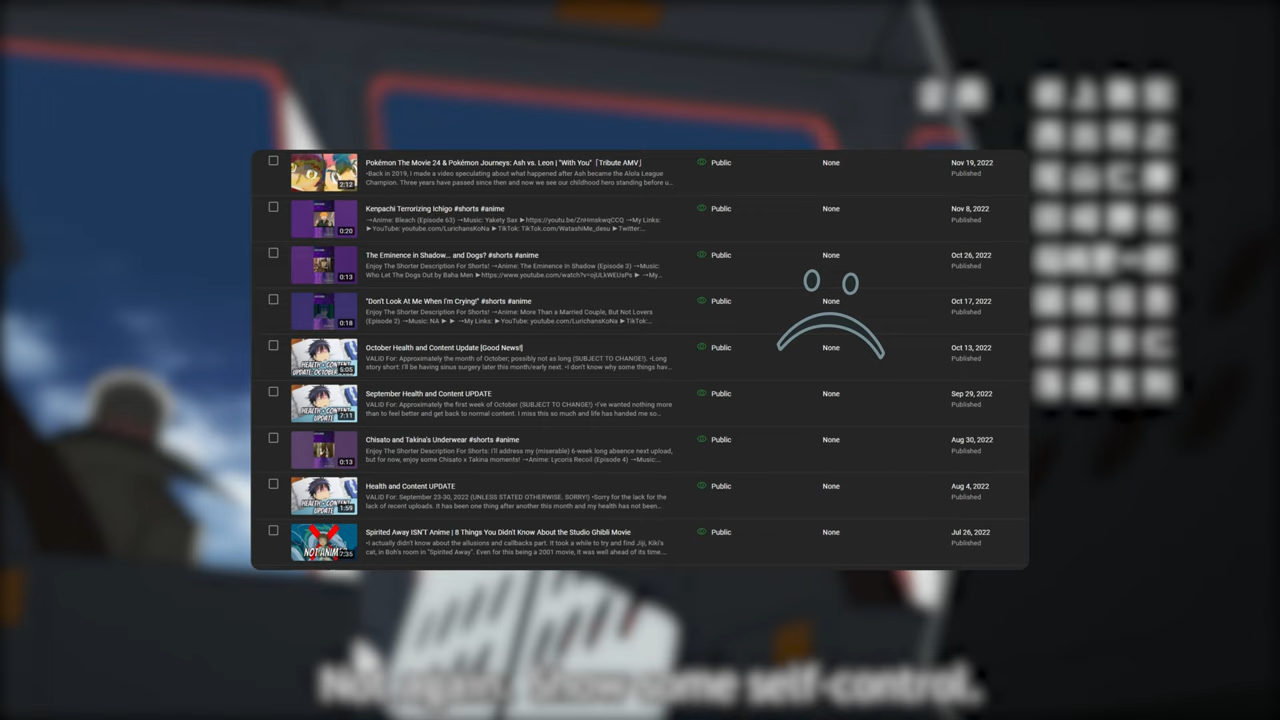 Pokémon The Movie 24 & Pokémon Journeys: Ash vs. Leon | "With You"「Tribute AMV」
•Back in 2019, I made a video speculating about what happened after Ash became the Alola League
Champion. Three years have passed since then and now we see our childhood hero standing before u...
2:12
Public
None
Nov 19, 2022
Published
Kenpachi Terrorizing Ichigo #shorts #anime
→Anime: Bleach (Episode 63) →Music: Yakety Sax ►https://youtu.be/ZnHmskwqCCQ →My Links:
►YouTube: youtube.com/LurichansKoNa ►TikTok: TikTok.com/WatashiMe_desu ►Twitter:...
0:20
Public
None
Nov 8, 2022
Published
The Eminence in Shadow... and Dogs? #shorts #anime
Enjoy The Shorter Description For Shorts! →Anime: The Eminence in Shadow (Episode 3) →Music:
Who Let The Dogs Out by Baha Men ►https://www.youtube.com/watch?v=ojULkWEUsPs ► →My...
0:13
Public
None
Oct 26, 2022
Published
"Don't Look At Me When I'm Crying!" #shorts #anime
Enjoy The Shorter Description For Shorts! →Anime: More Than a Married Couple, But Not Lovers
(Episode 2) →Music: NA ► ► →My Links: ►YouTube: youtube.com/LurichansKoNa ►TikTok:...
0:18
Public
None
Oct 17, 2022
Published
October Health and Content Update [Good News!]
VALID For: Approximately the month of October; possibly not as long (SUBJECT TO CHANGE!). •Long
story short: I'll be having sinus surgery later this month/early next. •I don't know why some things hav...
HEALTH + CONTENT
UPDATE, OCTOBER
5:05
Public
None
Oct 13, 2022
Published
September Health and Content UPDATE
VALID For: Approximately the first week of October (SUBJECT TO CHANGE!) •I've wanted nothing more
than to feel better and get back to normal content. I miss this so much and life has handed me so...
HEALTH + CONTENT
UPDATE
7:11
Public
None
Sep 29, 2022
Published
Chisato and Takina's Underwear #shorts #anime
Enjoy The Shorter Description For Shorts: I'll address my (miserable) 6-week long absence next upload,
but for now, enjoy some Chisato x Takina moments! →Anime: Lycoris Recoil (Episode 4) →Music:...
0:13
Public
None
Aug 30, 2022
Published
Health and Content UPDATE
VALID For: September 23-30, 2022 (UNLESS STATED OTHERWISE. SORRY!) •Sorry for the lack for the
lack of recent uploads. It has been one thing after another this month and my health has not been...
HEALTH + CONTENT
UPDATE
1:59
Public
None
Aug 4, 2022
Published
Spirited Away ISN'T Anime | 8 Things You Didn't Know About the Studio Ghibli Movie
•I actually didn't know about the allusions and callbacks part. It took a while to try and find Jiji, Kiki's
cat, in Boh's room in "Spirited Away". Even for this being a 2001 movie, it was well ahead of its time....
NOT ANIM
7:35
Public
None
Jul 26, 2022
Published
Not again. Show some self-control.